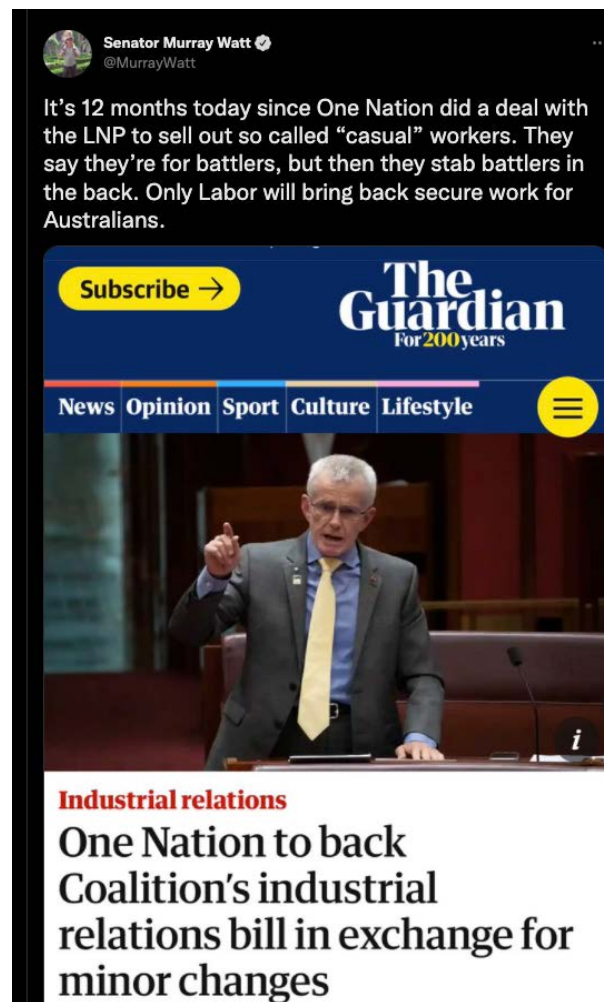 Senator Murray Watt
@MurrayWatt
It’s 12 months today since One Nation did a deal with
the LNP to sell out so called “casual” workers. They
say they’re for battlers, but then they stab battlers in
the back. Only Labor will bring back secure work for
Australians.
Subscribe →
The
Guardian
For 200 years
News Opinion Sport Culture Lifestyle
i
Industrial relations
One Nation to back
Coalition’s industrial
relations bill in exchange for
minor changes